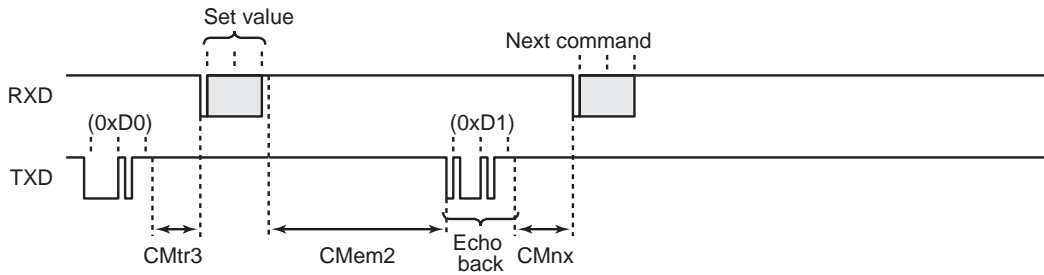 Set value
Next command
RXD
(0xD0)
(0xD1)
TXD
CMtr3
CMem2
Echo
back
CMnx